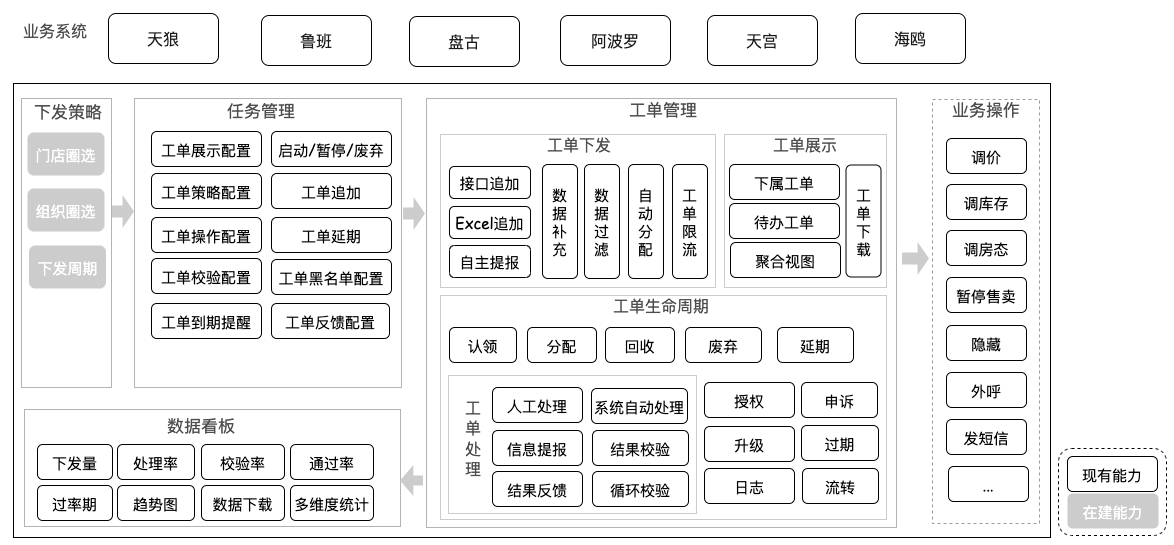 业务系统
天狼
鲁班
盘古
阿波罗
天宫
海鸥
下发策略
门店圈选
组织圈选
下发周期
任务管理
工单展示配置
启动/暂停/废弃
工单策略配置
工单追加
工单操作配置
工单延期
工单校验配置
工单黑名单配置
工单到期提醒
工单反馈配置
工单管理
工单下发
接口追加
Excel追加
自主提报
数据补充
数据过滤
自动分配
工单限流
工单展示
下属工单
待办工单
聚合视图
工单下载
工单生命周期
认领
分配
回收
废弃
延期
工单处理
人工处理
系统自动处理
信息提报
结果校验
结果反馈
循环校验
授权
申诉
升级
过期
日志
流转
业务操作
调价
调库存
调房态
暂停售卖
隐藏
外呼
发短信
...
数据看板
下发量
处理率
校验率
通过率
过率期
趋势图
数据下载
多维度统计
现有能力
在建能力